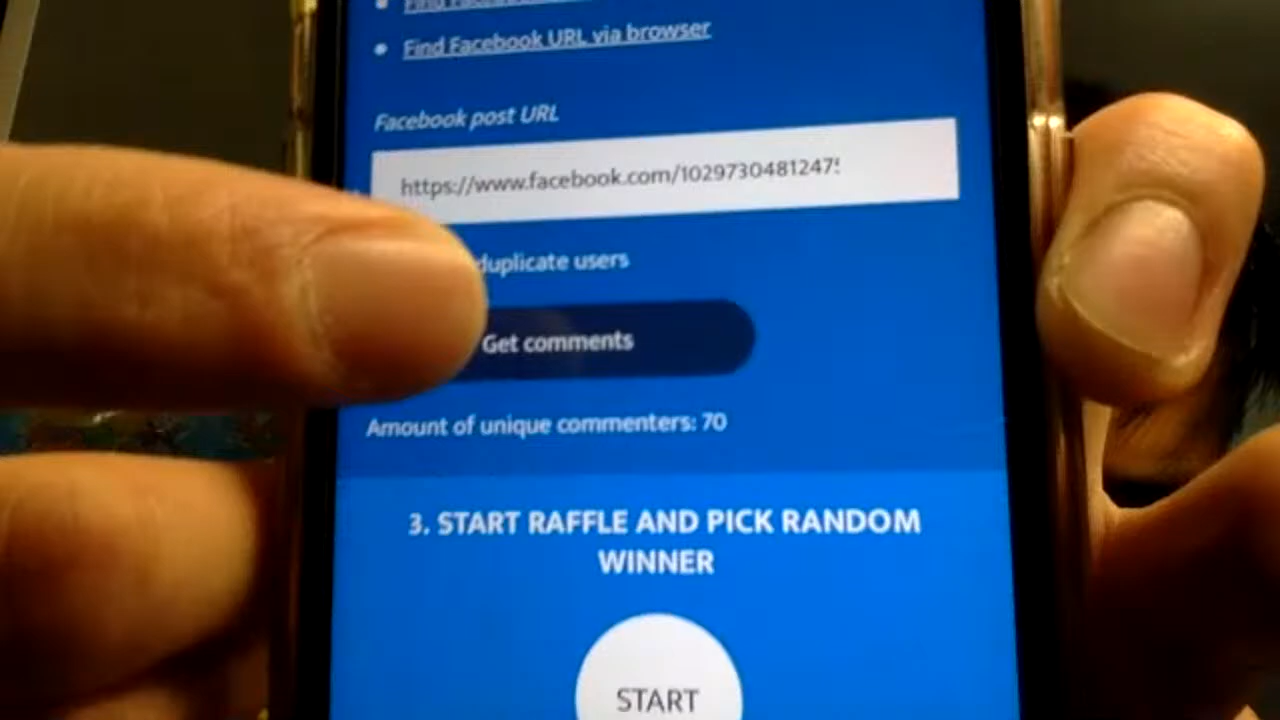 Find Facebook URL via browser
Facebook post URL
https://www.facebook.com/1029730481247
duplicate users
Get comments
Amount of unique commenters: 70
3. START RAFFLE AND PICK RANDOM
WINNER
START